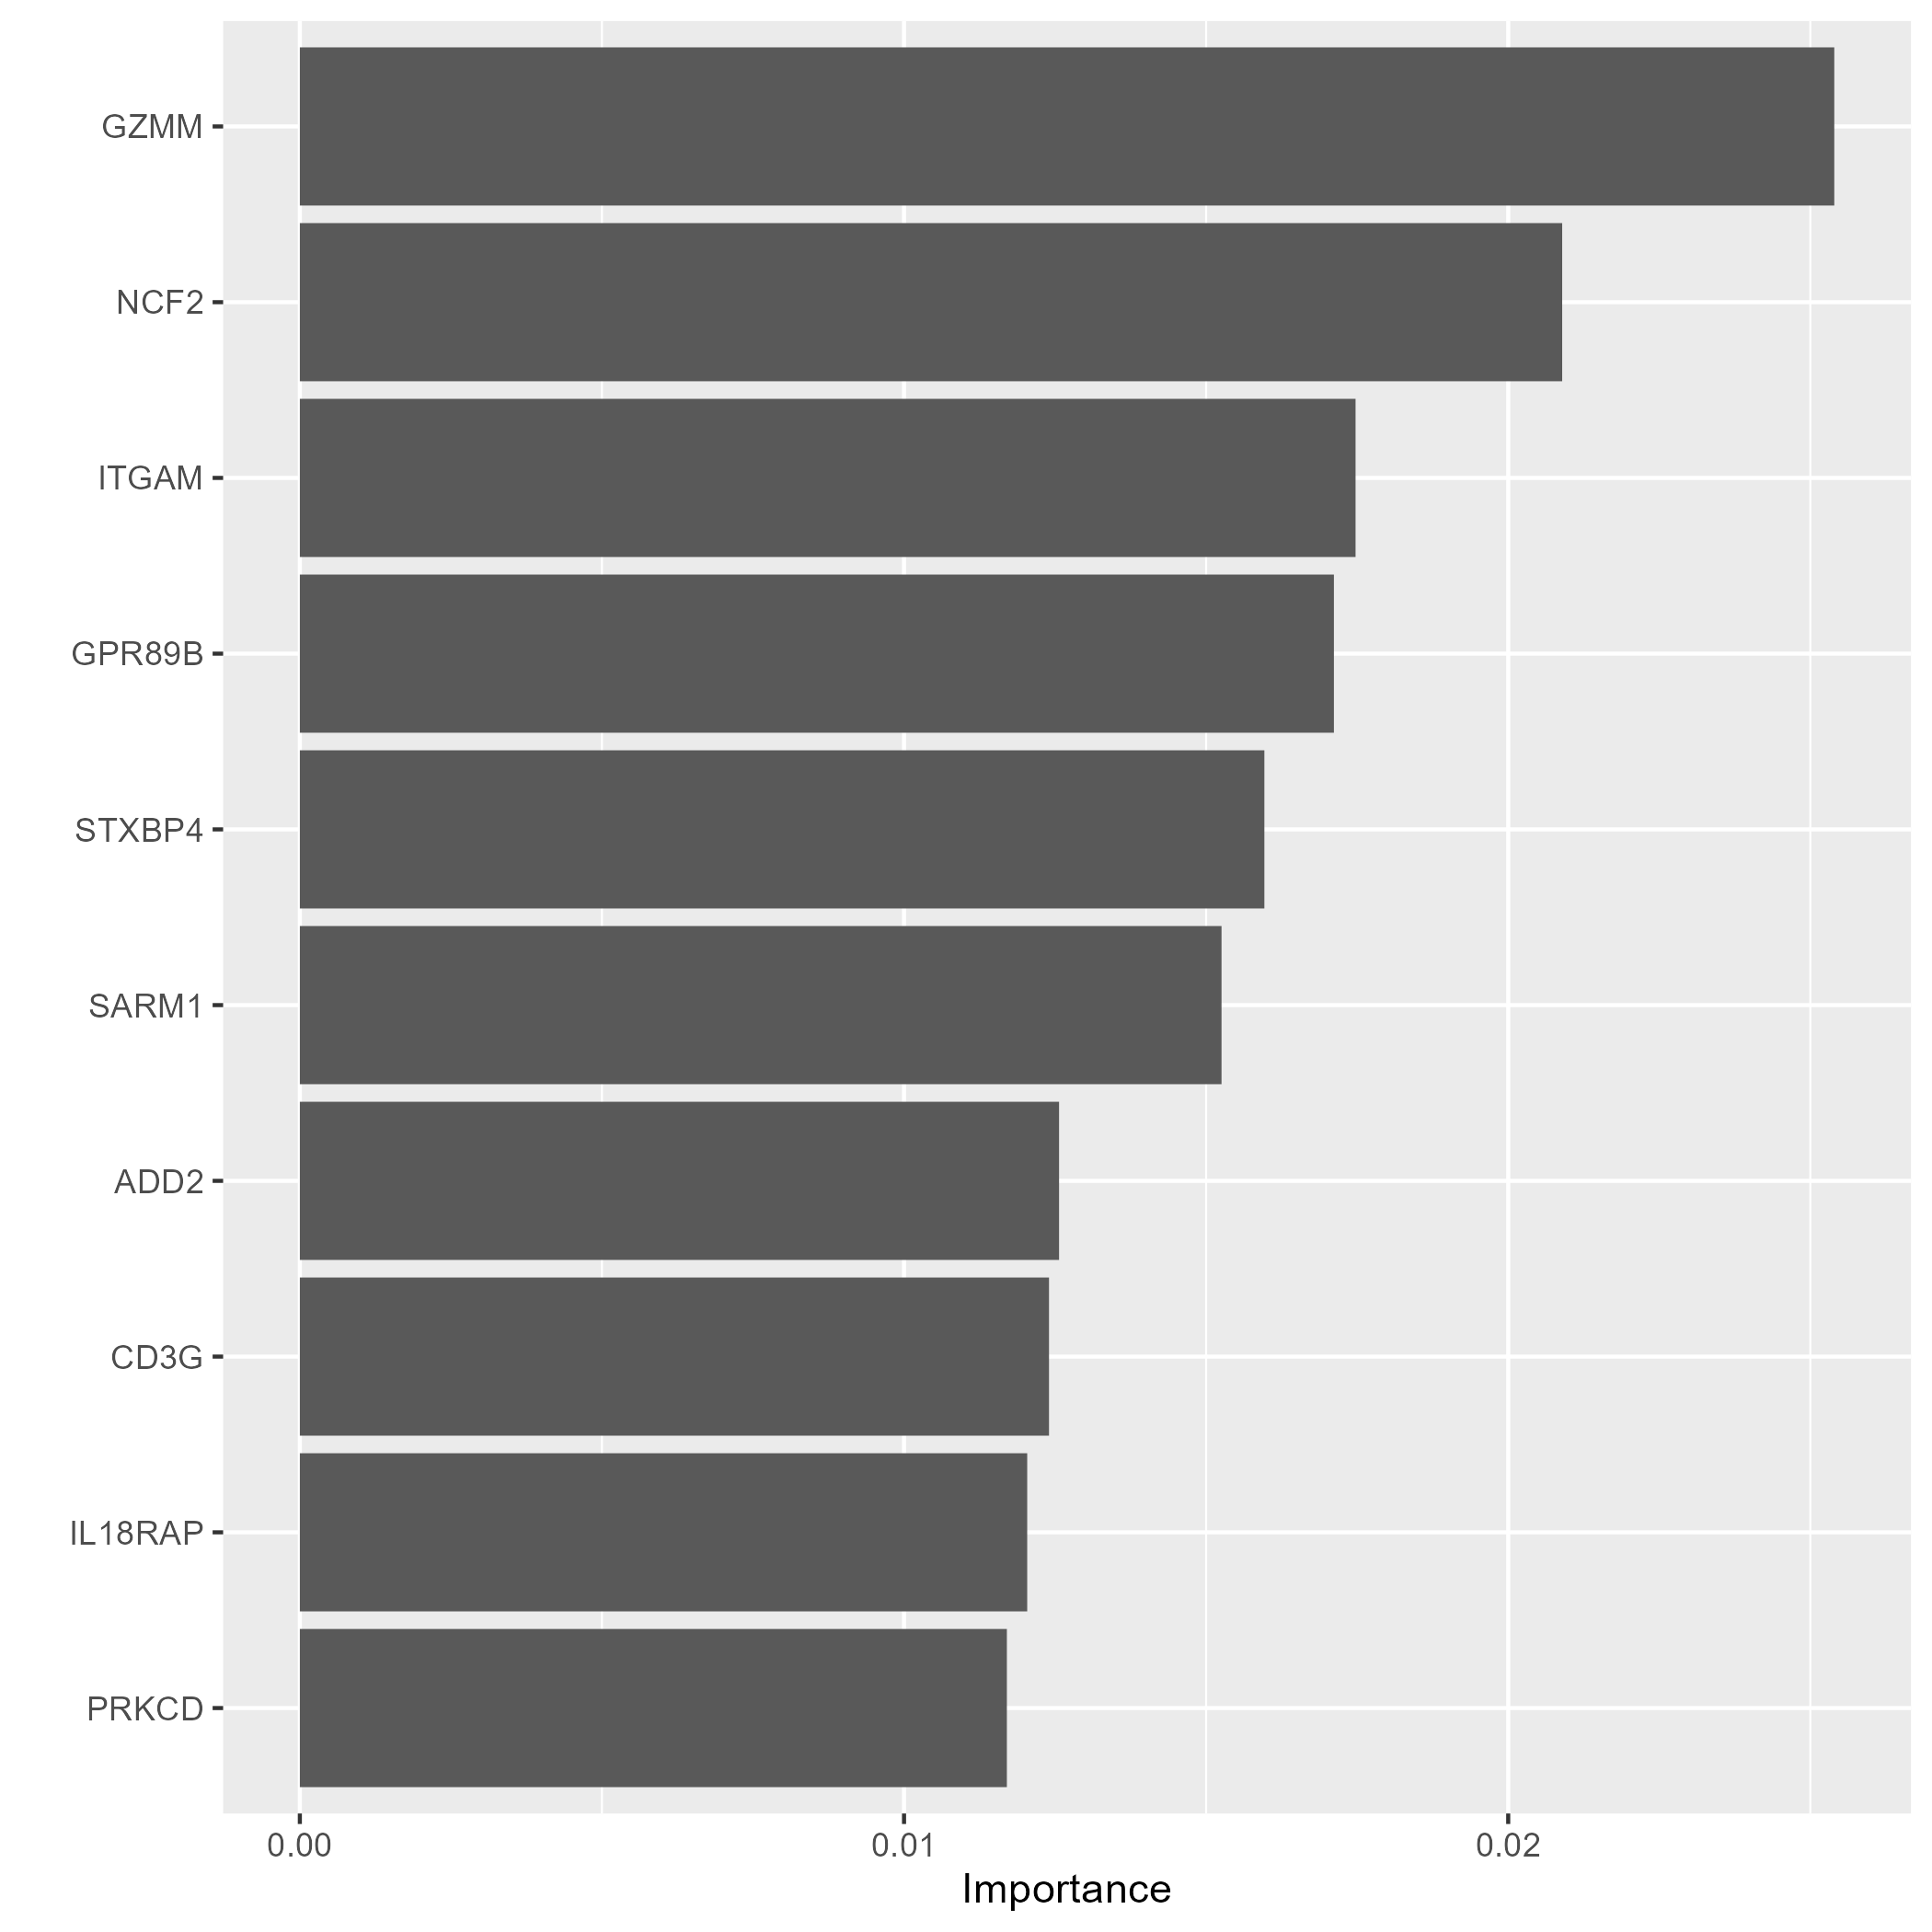 GZMM
NCF2
ITGAM
GPR89B
STXBP4
SARM1
ADD2
CD3G
IL18RAP
PRKCD
0.00 0.01 0.02
Importance